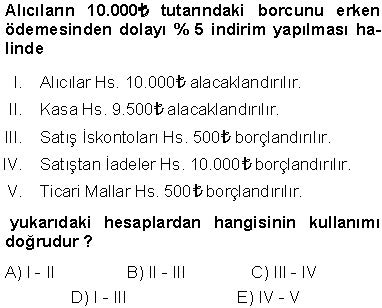 Alıcıların 10.000₺ tutarındaki borcunu erken
ödemesinden dolayı % 5 indirim yapılması ha-
linde
I. Alıcılar Hs. 10.000₺ alacaklandırılır.
II. Kasa Hs. 9.500₺ alacaklandırılır.
III. Satış İskontoları Hs. 500₺ borçlandırılır.
IV. Satıştan İadeler Hs. 10.000₺ borçlandırılır.
V. Ticari Mallar Hs. 500₺ borçlandırılır.
yukarıdaki hesaplardan hangisinin kullanımı
doğrudur ?
A) I - II B) II - III C) III - IV
D) I - III E) IV - V